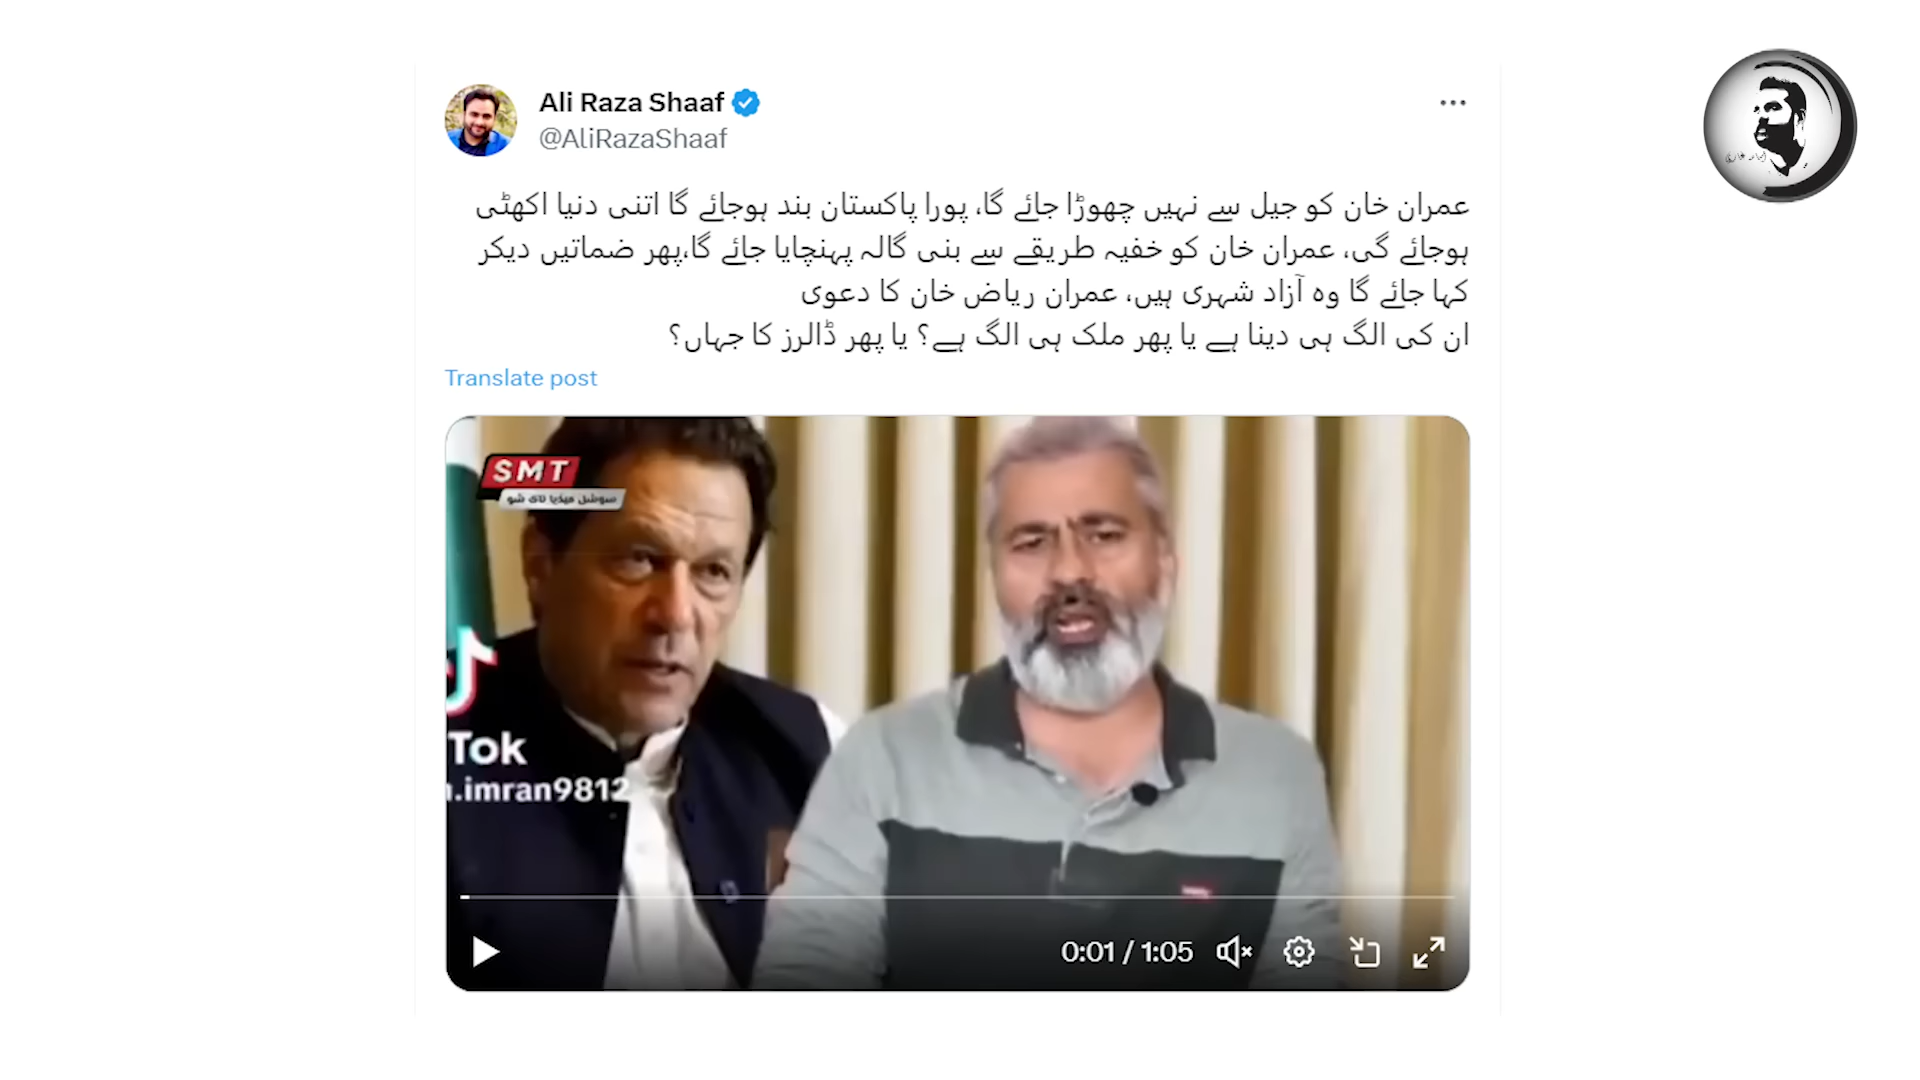 Ali Raza Shaaf
@AliRazaShaaf
عمران خان کو جیل سے نہیں چھوڑا جائے گا، پورا پاکستان بند ہوجائے گا اتنی دنیا اکھٹی
ہوجائے گی، عمران خان کو خفیہ طریقے سے بنی گالہ پہنچایا جائے گا،پھر ضماتیں دیکر
کہا جائے گا وہ آزاد شہری ہیں، عمران ریاض خان کا دعوی
ان کی الگ ہی دینا ہے یا پھر ملک ہی الگ ہے؟ یا پھر ڈالرز کا جہاں؟
Translate post
SMT
سوشل میڈیا ٹاک شو
Tok
.imran9812
0:01 / 1:05